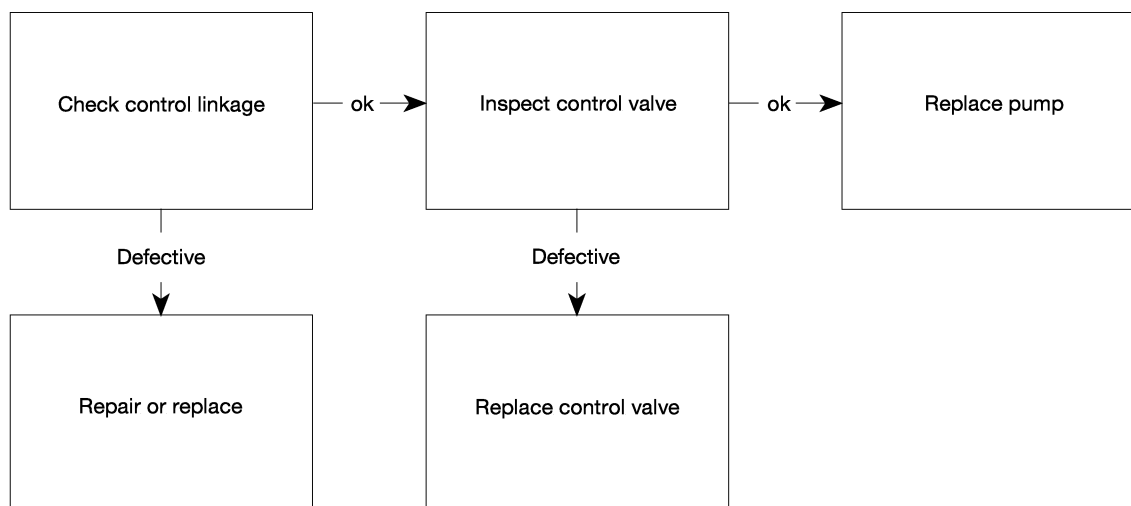 Check control linkage
ok
Inspect control valve
ok
Replace pump
Defective
Defective
Repair or replace
Replace control valve